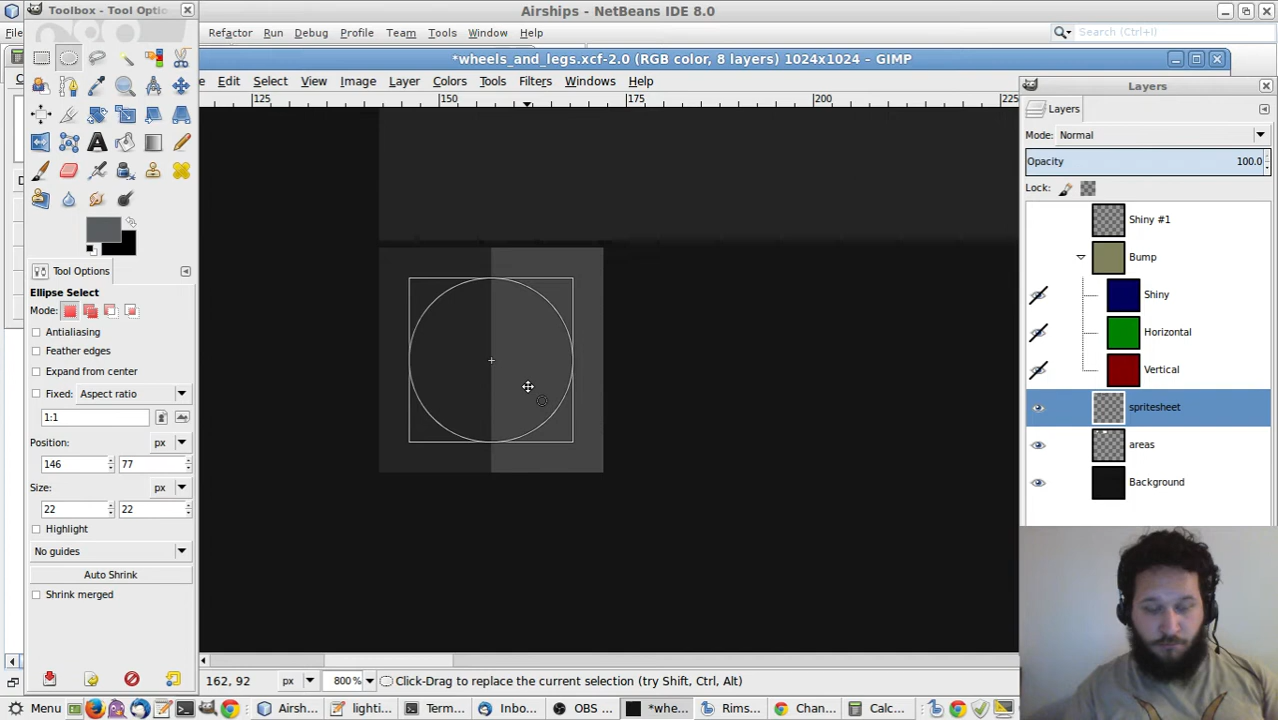 Toolbox - Tool Optio
Airships - NetBeans IDE 8.0
Refactor Run Debug Profile Team Tools Window Help
Search (Ctrl+I)
*wheels_and_legs.xcf-2.0 (RGB color, 8 layers) 1024x1024 – GIMP
Edit Select View Image Layer Colors Tools Filters Windows Help
125 150 175 200 225
Layers
Layers
Mode: Normal
Opacity 100.0
Lock:
Shiny #1
Bump
Shiny
Horizontal
Vertical
spritesheet
areas
Background
Tool Options
Ellipse Select
Mode:
Antialiasing
Feather edges
Expand from center
Fixed: Aspect ratio
1:1
Position: px
146 77
Size: px
22 22
Highlight
No guides
Auto Shrink
Shrink merged
162, 92 px 800% Click-Drag to replace the current selection (try Shift, Ctrl, Alt)
Menu Airsh... lighti... Term... Inbo... OBS ... *whe... Rims... Chan... Calc...